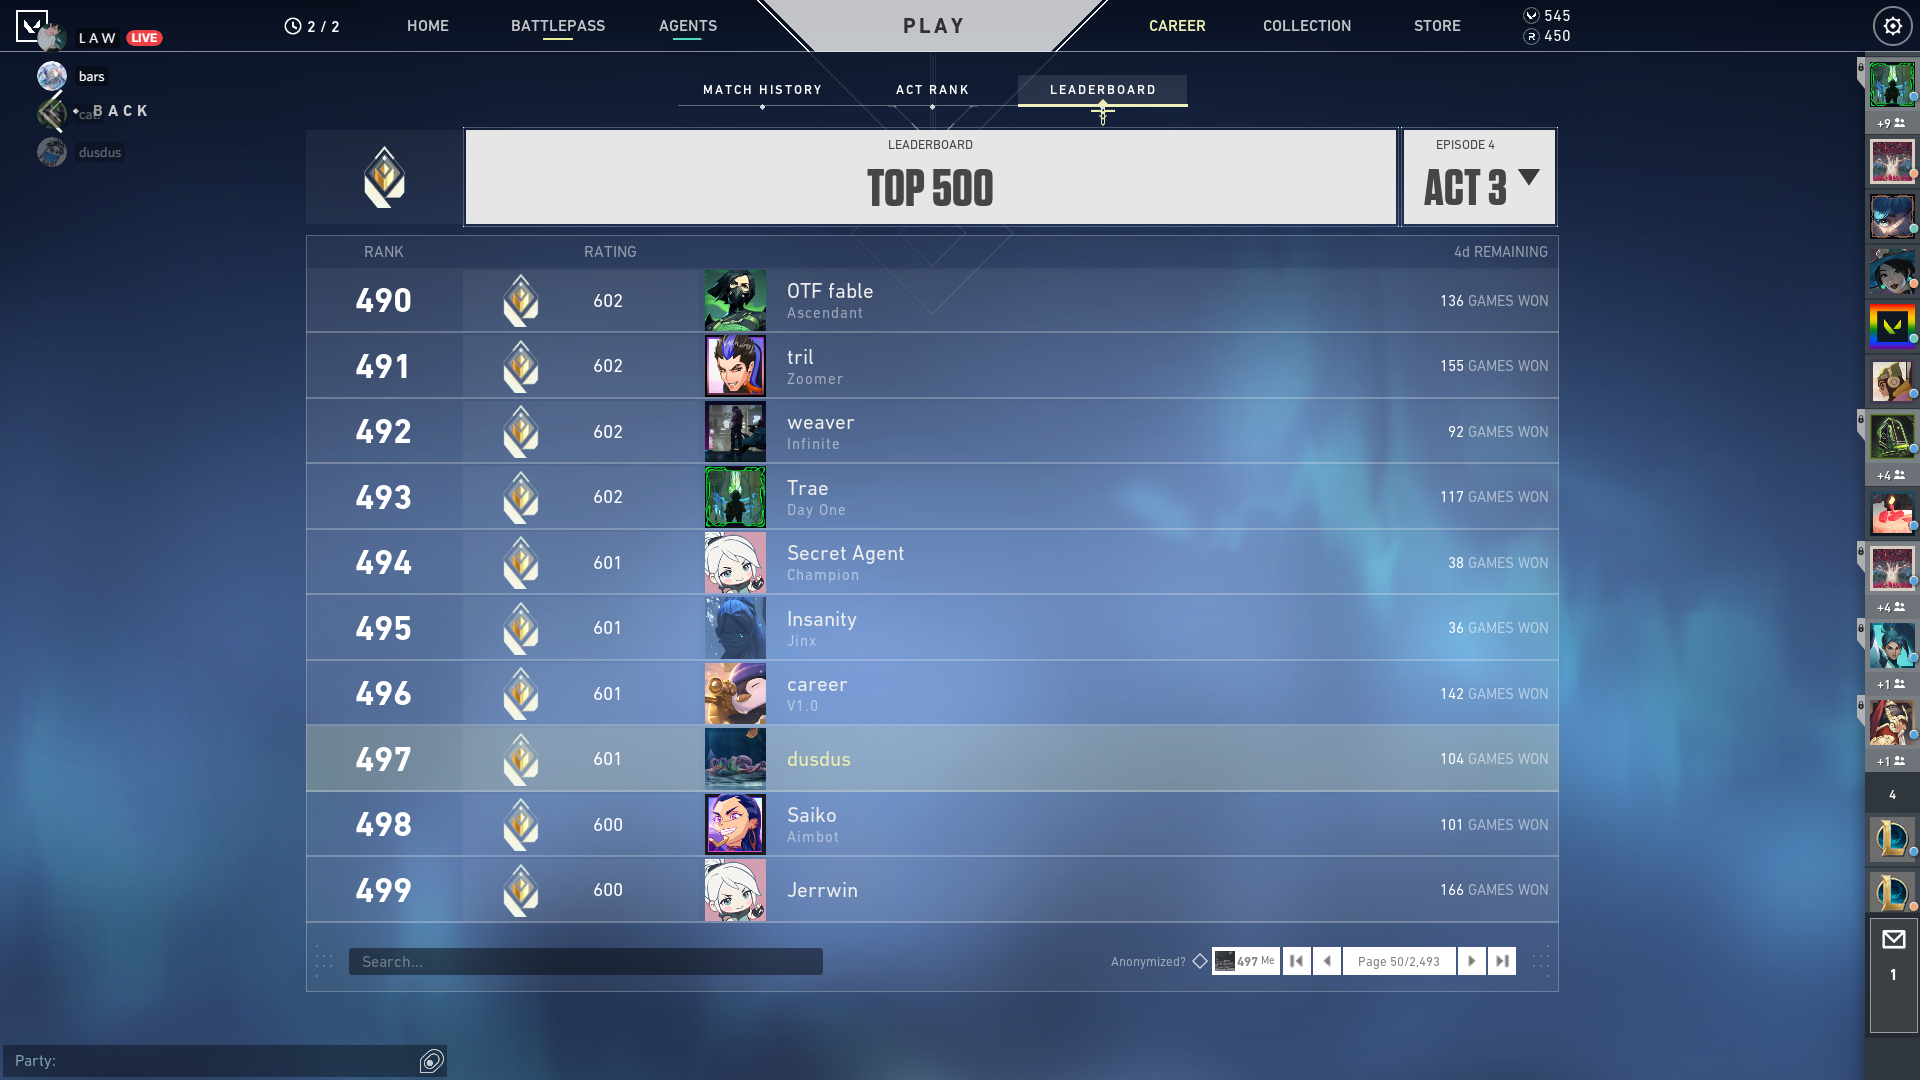 LAW LIVE
2 / 2
HOME
BATTLEPASS
AGENTS
PLAY
CAREER
COLLECTION
STORE
545
450
bars
BACK
dusdus
MATCH HISTORY
ACT RANK
LEADERBOARD
LEADERBOARD
TOP 500
EPISODE 4
ACT 3
RANK
RATING
4d REMAINING
490 602 OTF fable 136 GAMES WON
Ascendant
491 602 tril 155 GAMES WON
Zoomer
492 602 weaver 92 GAMES WON
Infinite
493 602 Trae 117 GAMES WON
Day One
494 601 Secret Agent 38 GAMES WON
Champion
495 601 Insanity 36 GAMES WON
Jinx
496 601 career 142 GAMES WON
V1.0
497 601 dusdus 104 GAMES WON
498 600 Saiko 101 GAMES WON
Aimbot
499 600 Jerrwin 166 GAMES WON
Search...
Anonymized?
497 Me
Page 50/2,493
Party:
+9
+4
+4
+1
+1
4
1